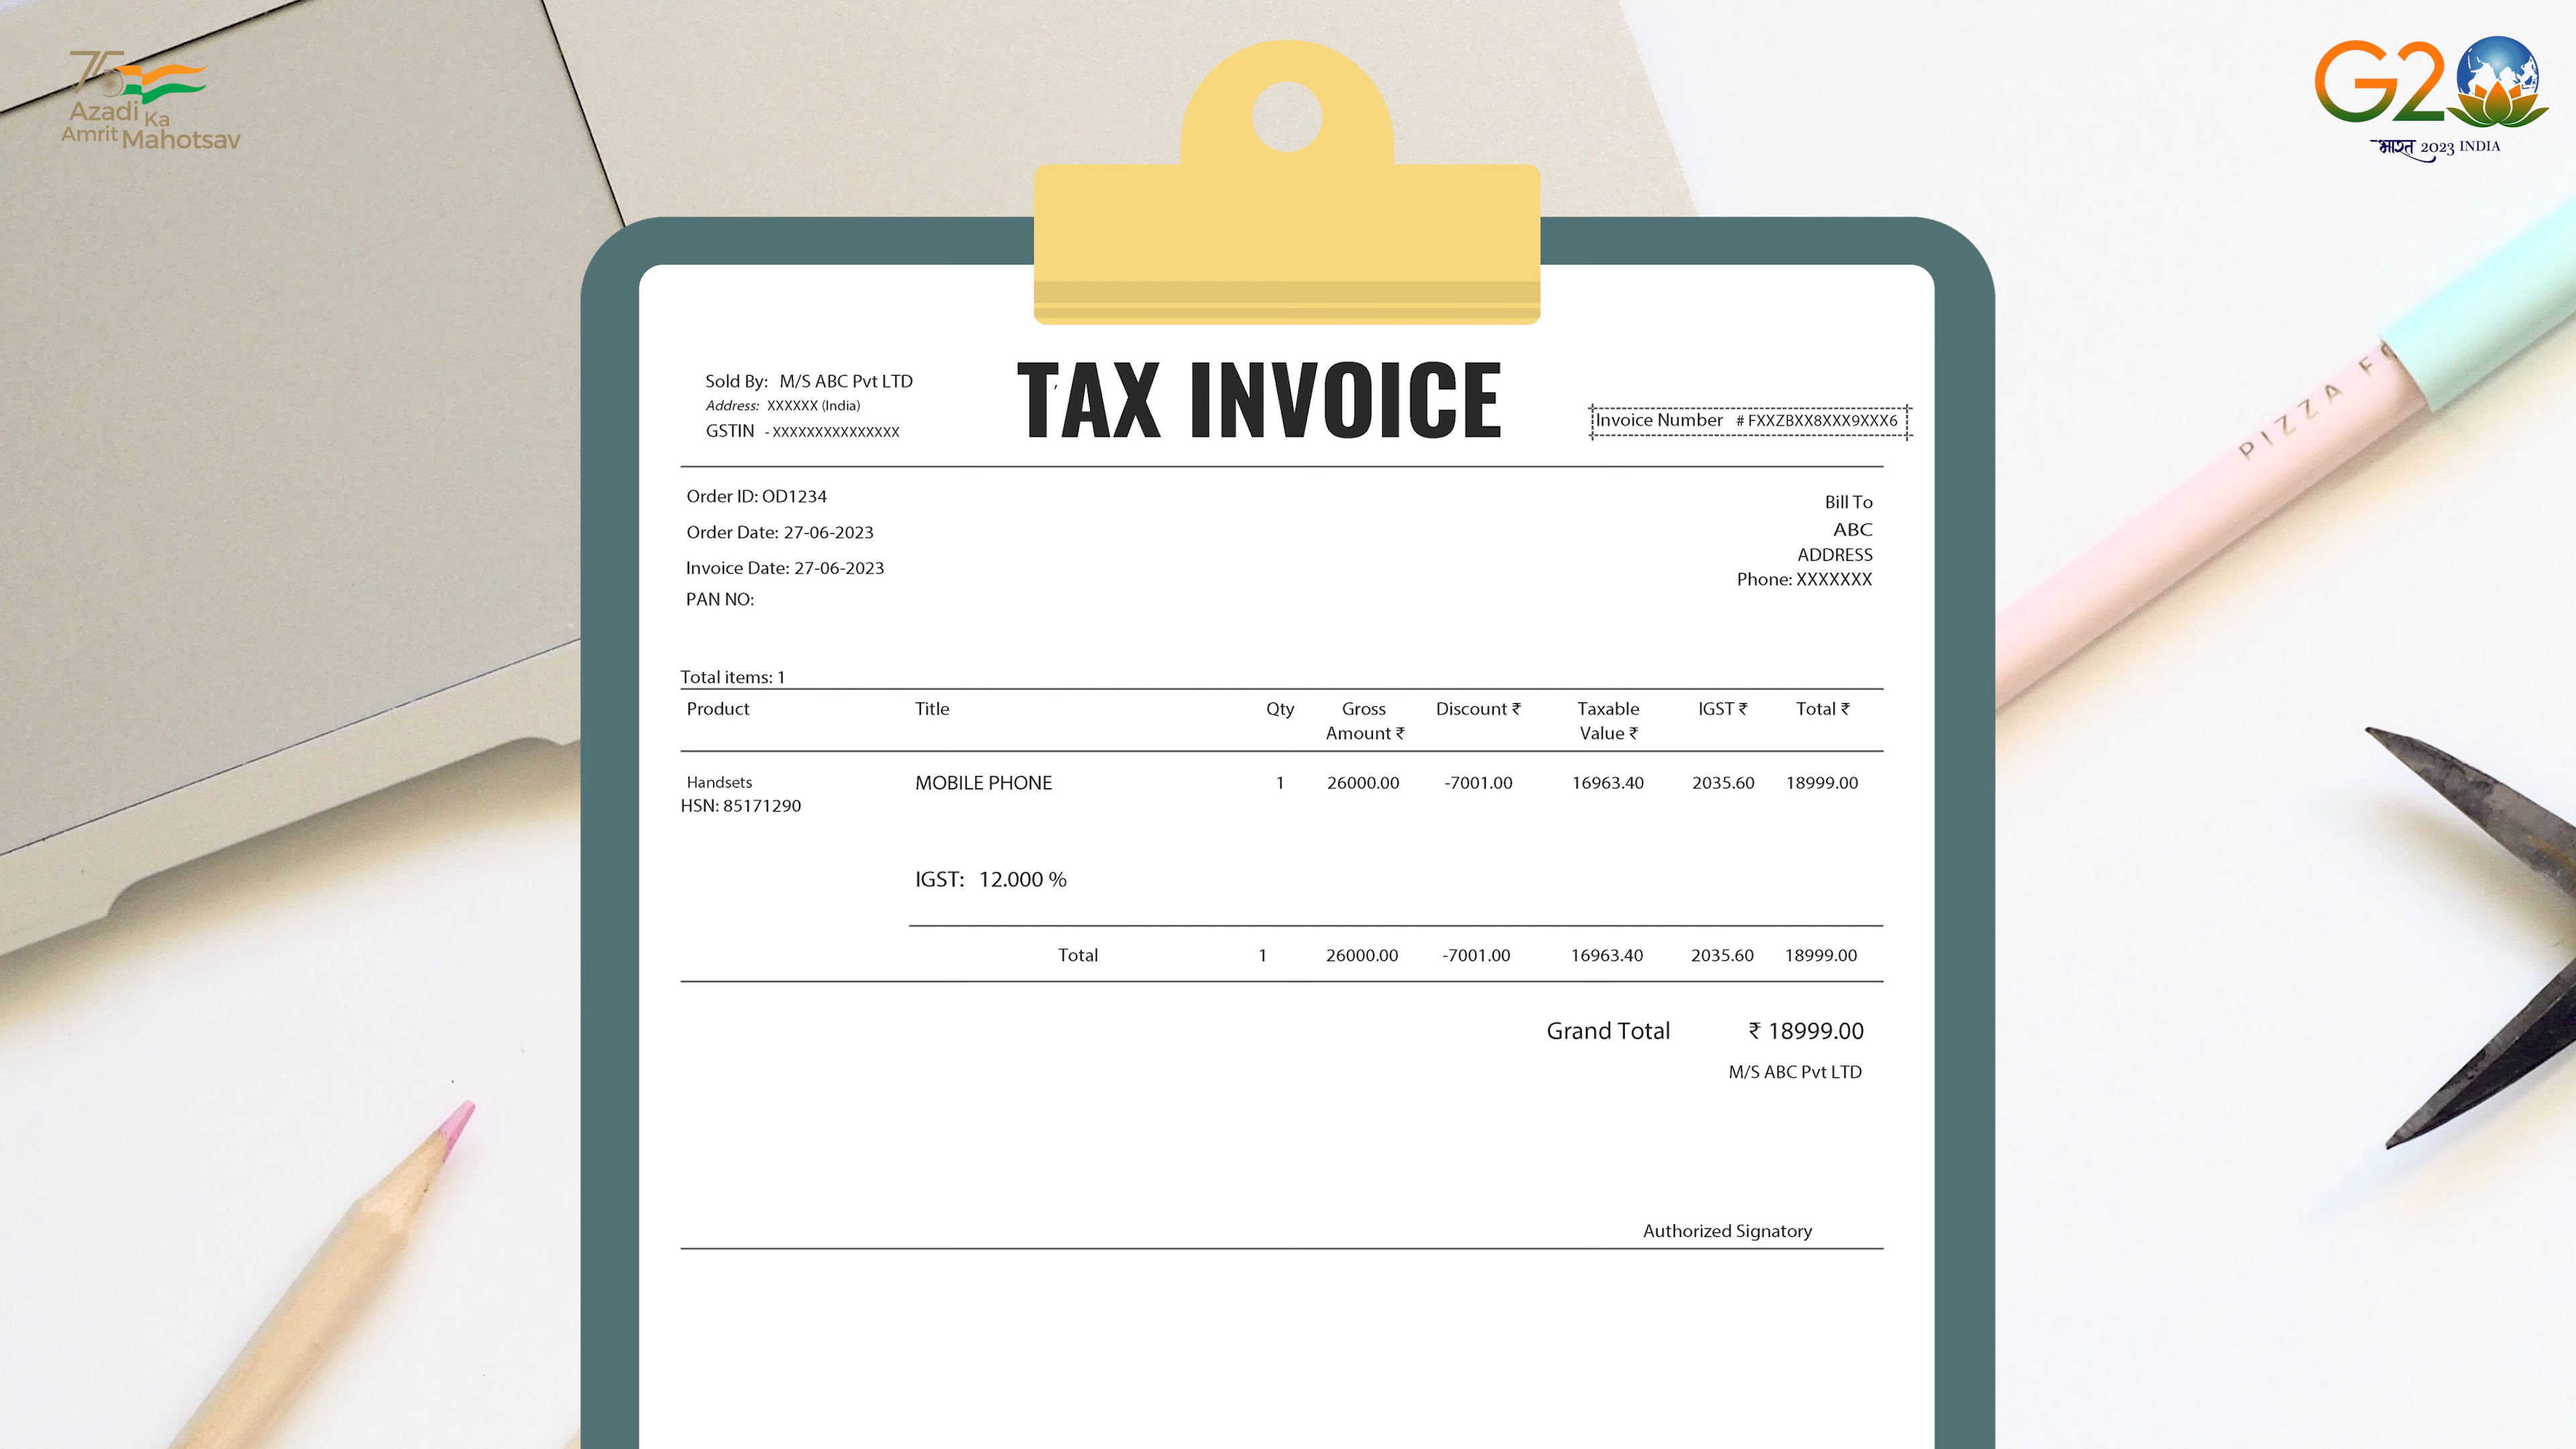 75
Azadi Ka
Amrit Mahotsav
G20
भारत 2023 INDIA
PIZZA F
TAX INVOICE
Sold By: M/S ABC Pvt LTD
Address: XXXXXX (India)
GSTIN - XXXXXXXXXXXXXXX
Invoice Number # FXXZBXX8XXX9XXX6
Order ID: OD1234
Order Date: 27-06-2023
Invoice Date: 27-06-2023
PAN NO:
Bill To
ABC
ADDRESS
Phone: XXXXXXX
Total items: 1
Product Title Qty Gross Amount ₹ Discount ₹ Taxable Value ₹ IGST ₹ Total ₹
Handsets MOBILE PHONE 1 26000.00 -7001.00 16963.40 2035.60 18999.00
HSN: 85171290
IGST: 12.000 %
Total 1 26000.00 -7001.00 16963.40 2035.60 18999.00
Grand Total ₹ 18999.00
M/S ABC Pvt LTD
Authorized Signatory